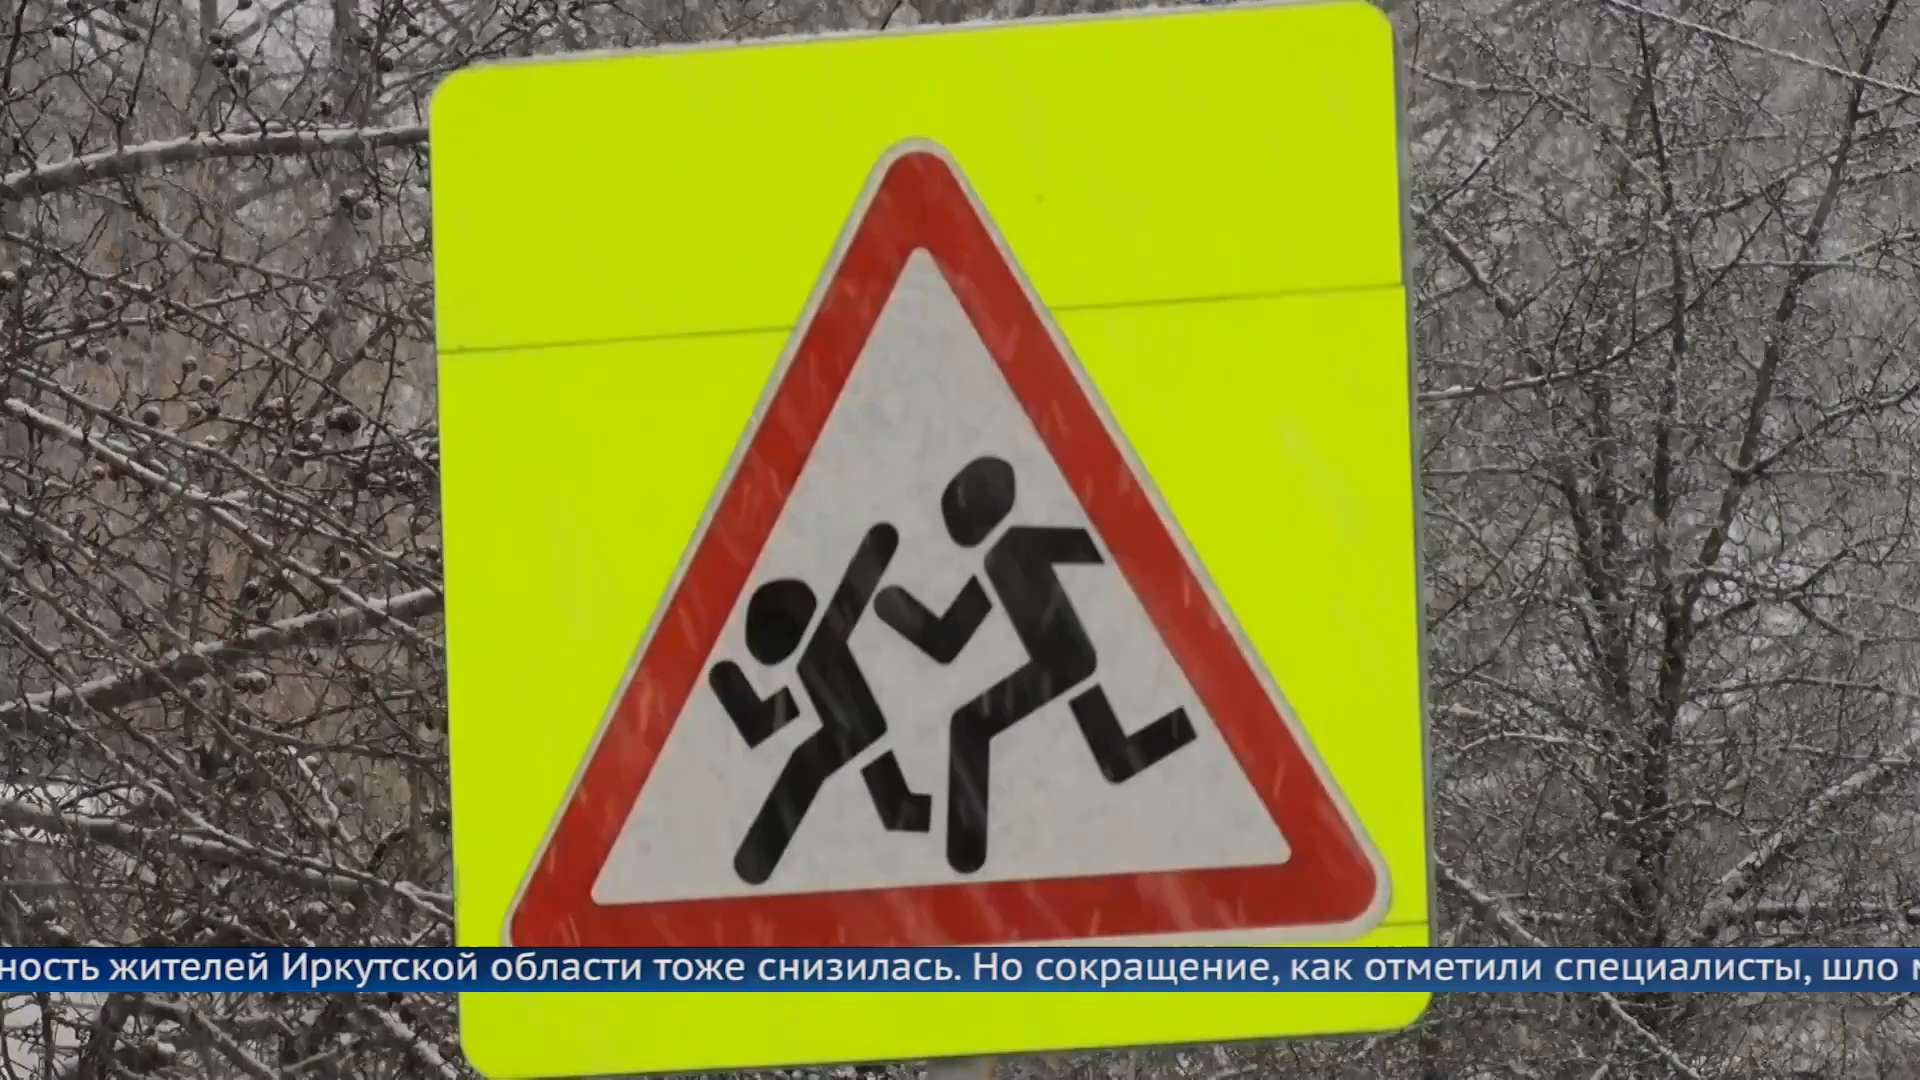 ность жителей Иркутской области тоже снизилась. Но сокращение, как отметили специалисты, шло